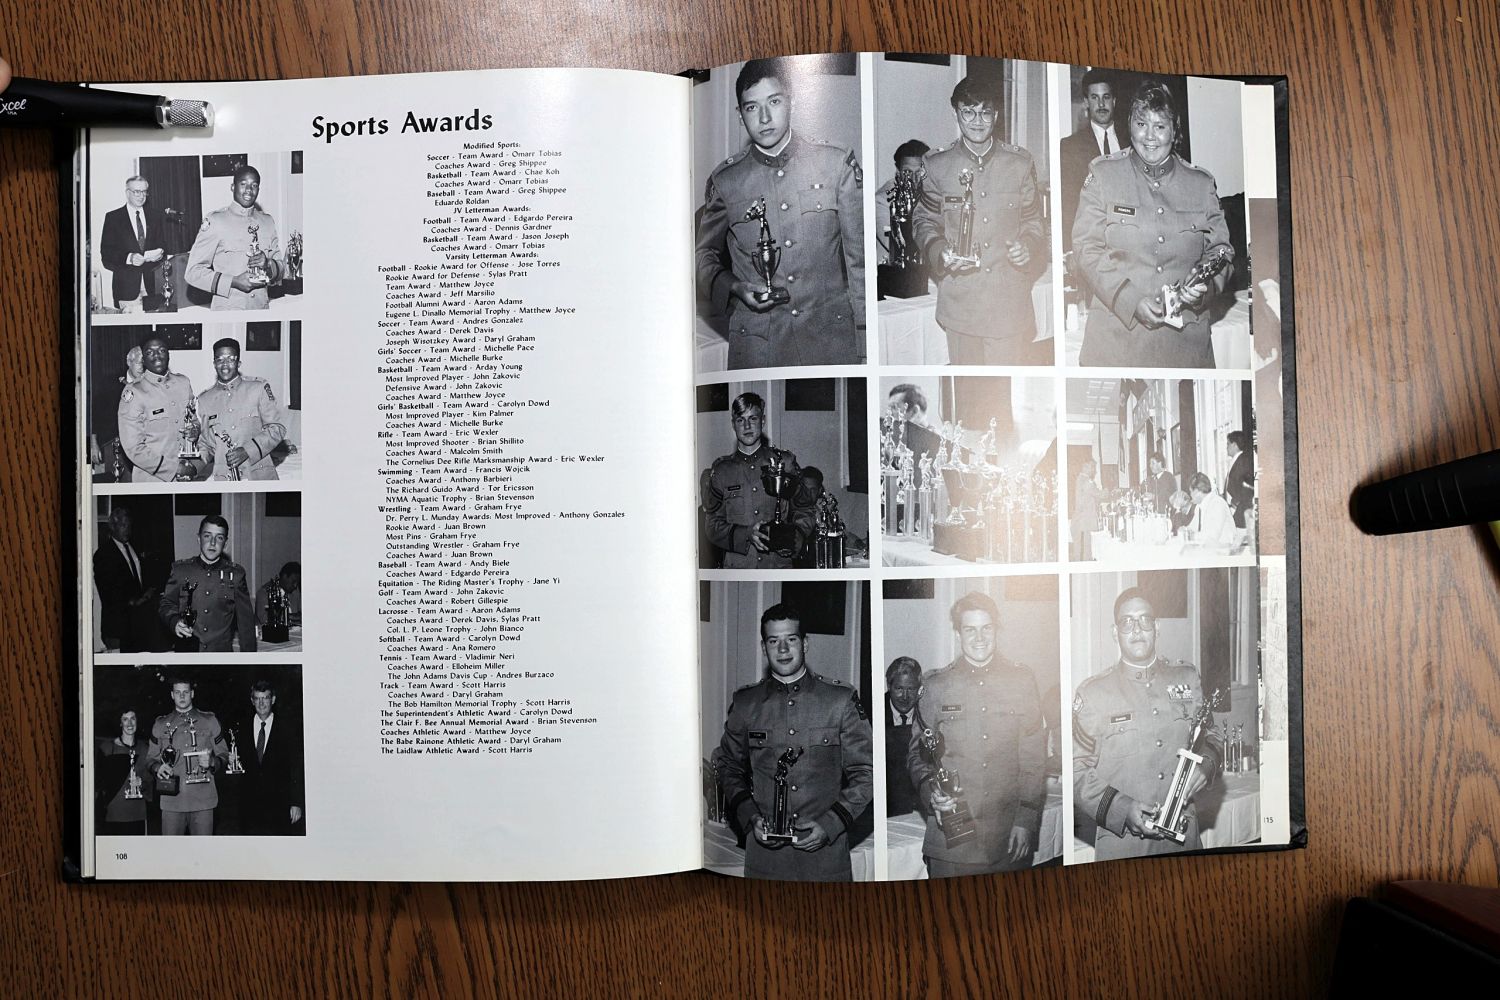 Excel
USA
Sports Awards
Modified Sports:
Soccer - Team Award - Omarr Tobias
Coaches Award - Greg Shippee
Basketball - Team Award - Chae Koh
Coaches Award - Omarr Tobias
Baseball - Team Award - Greg Shippee
Eduardo Roldan
JV Letterman Awards:
Football - Team Award - Edgardo Pereira
Coaches Award - Dennis Gardner
Basketball - Team Award - Jason Joseph
Coaches Award - Omarr Tobias
Varsity Letterman Awards:
Football - Rookie Award for Offense - Jose Torres
Rookie Award for Defense - Sylas Pratt
Team Award - Matthew Joyce
Coaches Award - Jeff Marsilio
Football Alumni Award - Aaron Adams
Eugene L. Dinallo Memorial Trophy - Matthew Joyce
Soccer - Team Award - Andres Gonzalez
Coaches Award - Derek Davis
Joseph Wisotzkey Award - Daryl Graham
Girls' Soccer - Team Award - Michelle Pace
Coaches Award - Michelle Burke
Basketball - Team Award - Arday Young
Most Improved Player - John Zakovic
Defensive Award - John Zakovic
Coaches Award - Matthew Joyce
Girls' Basketball - Team Award - Carolyn Dowd
Most Improved Player - Kim Palmer
Coaches Award - Michelle Burke
Rifle - Team Award - Eric Wexler
Most Improved Shooter - Brian Shillito
Coaches Award - Malcolm Smith
The Cornelius Dee Rifle Marksmanship Award - Eric Wexler
Swimming - Team Award - Francis Wojcik
Coaches Award - Anthony Barbieri
The Richard Guido Award - Tor Ericsson
NYMA Aquatic Trophy - Brian Stevenson
Wrestling - Team Award - Graham Frye
Dr. Perry L. Munday Awards: Most Improved - Anthony Gonzales
Rookie Award - Juan Brown
Most Pins - Graham Frye
Outstanding Wrestler - Graham Frye
Coaches Award - Juan Brown
Baseball - Team Award - Andy Biele
Coaches Award - Edgardo Pereira
Equitation - The Riding Master's Trophy - Jane Yi
Golf - Team Award - John Zakovic
Coaches Award - Robert Gillespie
Lacrosse - Team Award - Aaron Adams
Coaches Award - Derek Davis, Sylas Pratt
Col. L. P. Leone Trophy - John Bianco
Softball - Team Award - Carolyn Dowd
Coaches Award - Ana Romero
Tennis - Team Award - Vladimir Neri
Coaches Award - Elloheim Miller
The John Adams Davis Cup - Andres Burzaco
Track - Team Award - Scott Harris
Coaches Award - Daryl Graham
The Bob Hamilton Memorial Trophy - Scott Harris
The Superintendent's Athletic Award - Carolyn Dowd
The Clair F. Bee Annual Memorial Award - Brian Stevenson
Coaches Athletic Award - Matthew Joyce
The Babe Rainone Athletic Award - Daryl Graham
The Laidlaw Athletic Award - Scott Harris
108
115